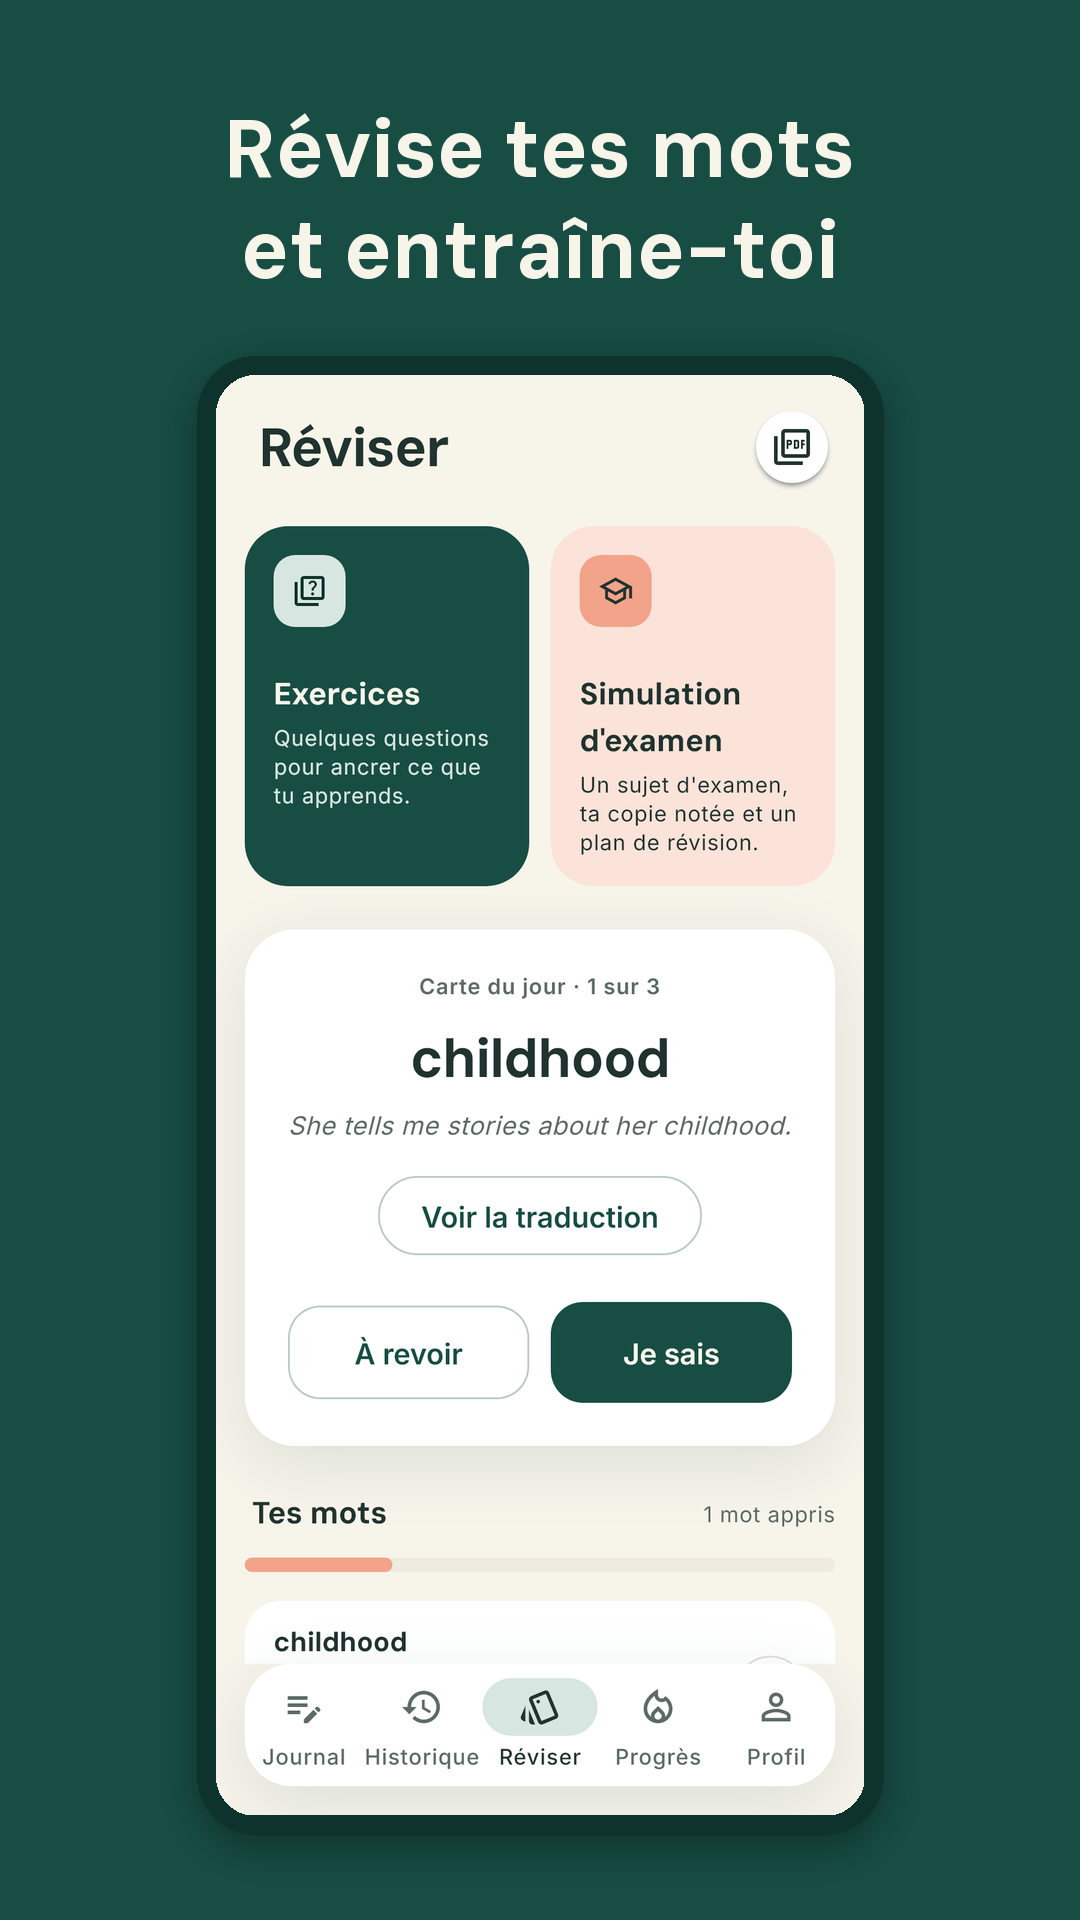 Révise tes mots
et entraîne-toi
Réviser
PDF
?
Exercices
Quelques questions
pour ancrer ce que
tu apprends.
Simulation
d'examen
Un sujet d'examen,
ta copie notée et un
plan de révision.
Carte du jour · 1 sur 3
childhood
She tells me stories about her childhood.
Voir la traduction
À revoir
Je sais
Tes mots
1 mot appris
childhood
Journal
Historique
Réviser
Progrès
Profil